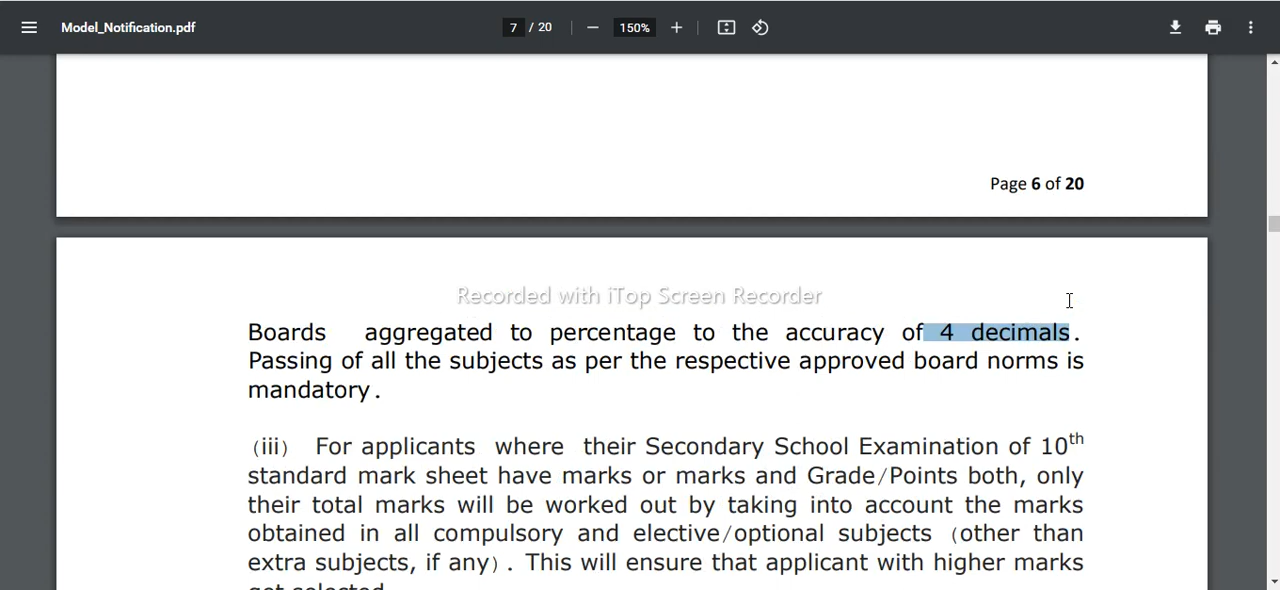 Model_Notification.pdf 7 / 20 150%
Page 6 of 20
Recorded with iTop Screen Recorder
Boards aggregated to percentage to the accuracy of 4 decimals.
Passing of all the subjects as per the respective approved board norms is
mandatory.
(iii) For applicants where their Secondary School Examination of 10th
standard mark sheet have marks or marks and Grade/Points both, only
their total marks will be worked out by taking into account the marks
obtained in all compulsory and elective/optional subjects (other than
extra subjects, if any). This will ensure that applicant with higher marks
get selected